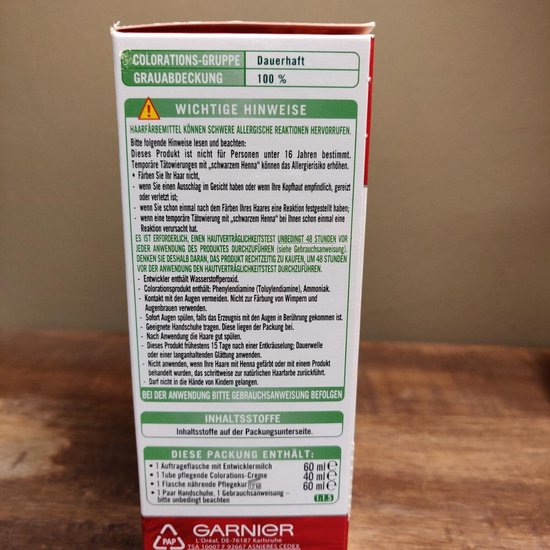 COLORATIONS-GRUPPE Dauerhaft
GRAUABDECKUNG 100 %
WICHTIGE HINWEISE
HAARFÄRBEMITTEL KÖNNEN SCHWERE ALLERGISCHE REAKTIONEN HERVORRUFEN.
Bitte folgende Hinweise lesen und beachten:
Dieses Produkt ist nicht für Personen unter 16 Jahren bestimmt.
Temporäre Tätowierungen mit „schwarzem Henna“ können das Allergierisiko erhöhen.
• Färben Sie Ihr Haar nicht,
- wenn Sie einen Ausschlag im Gesicht haben oder wenn Ihre Kopfhaut empfindlich, gereizt
oder verletzt ist;
- wenn Sie schon einmal nach dem Färben Ihres Haares eine Reaktion festgestellt haben;
- wenn eine temporäre Tätowierung mit „schwarzem Henna“ bei Ihnen schon einmal eine
Reaktion verursacht hat.
ES IST ERFORDERLICH, EINEN HAUTVERTRÄGLICHKEITSTEST UNBEDINGT 48 STUNDEN VOR
JEDER ANWENDUNG DES PRODUKTES DURCHZUFÜHREN (siehe Gebrauchsanweisung).
DENKEN SIE DESHALB DARAN, DAS PRODUKT RECHTZEITIG ZU KAUFEN, UM 48 STUNDEN
VOR DER ANWENDUNG DEN HAUTVERTRÄGLICHKEITSTEST DURCHZUFÜHREN.
- Entwickler enthält Wasserstoffperoxid.
- Colorationsprodukt enthält: Phenylendiamine (Toluylendiamine), Ammoniak.
- Kontakt mit den Augen vermeiden. Nicht zur Färbung von Wimpern und
Augenbrauen verwenden.
- Sofort Augen spülen, falls das Erzeugnis mit den Augen in Berührung gekommen ist.
- Geeignete Handschuhe tragen. Diese liegen der Packung bei.
- Nach Anwendung die Haare gut spülen.
- Dieses Produkt frühestens 15 Tage nach einer Entkräuselung; Dauerwelle
oder einer langanhaltenden Glättung anwenden.
- Nicht anwenden, wenn Ihre Haare mit Henna gefärbt oder mit einem Produkt
behandelt wurden, das schrittweise zur natürlichen Haarfarbe zurückführt.
- Darf nicht in die Hände von Kindern gelangen.
BEI DER ANWENDUNG BITTE GEBRAUCHSANWEISUNG BEFOLGEN
INHALTSSTOFFE
Inhaltsstoffe auf der Packungsunterseite.
DIESE PACKUNG ENTHÄLT:
• 1 Auftrageflasche mit Entwicklermilch 60 ml ℮
• 1 Tube pflegende Colorations-Creme 40 ml ℮
• 1 Flasche nährende Pflegekur 12M 60 ml ℮
• 1 Paar Handschuhe, 1 Gebrauchsanweisung –
bitte unbedingt beachten 1:1.5
PAP
GARNIER
L'Oréal, DE-76187 Karlsruhe
TSA 10007 F 92667 ASNIERES CEDEX